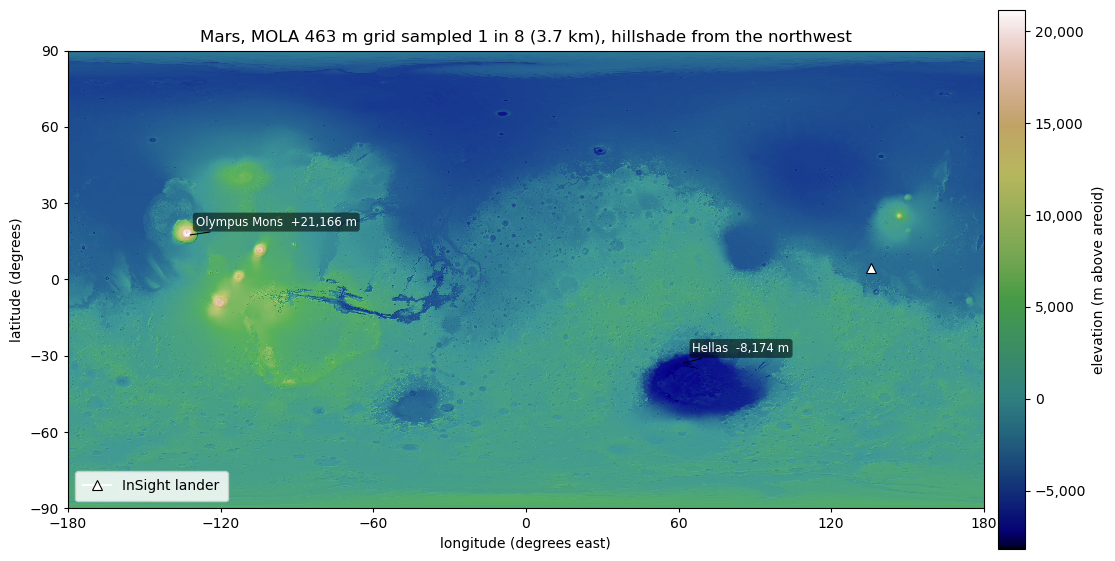 Mars, MOLA 463 m grid sampled 1 in 8 (3.7 km), hillshade from the northwest
90
60
30
0
−30
−60
−90
latitude (degrees)
Olympus Mons +21,166 m
Hellas -8,174 m
InSight lander
−180
−120
−60
0
60
120
180
longitude (degrees east)
20,000
15,000
10,000
5,000
0
−5,000
elevation (m above areoid)